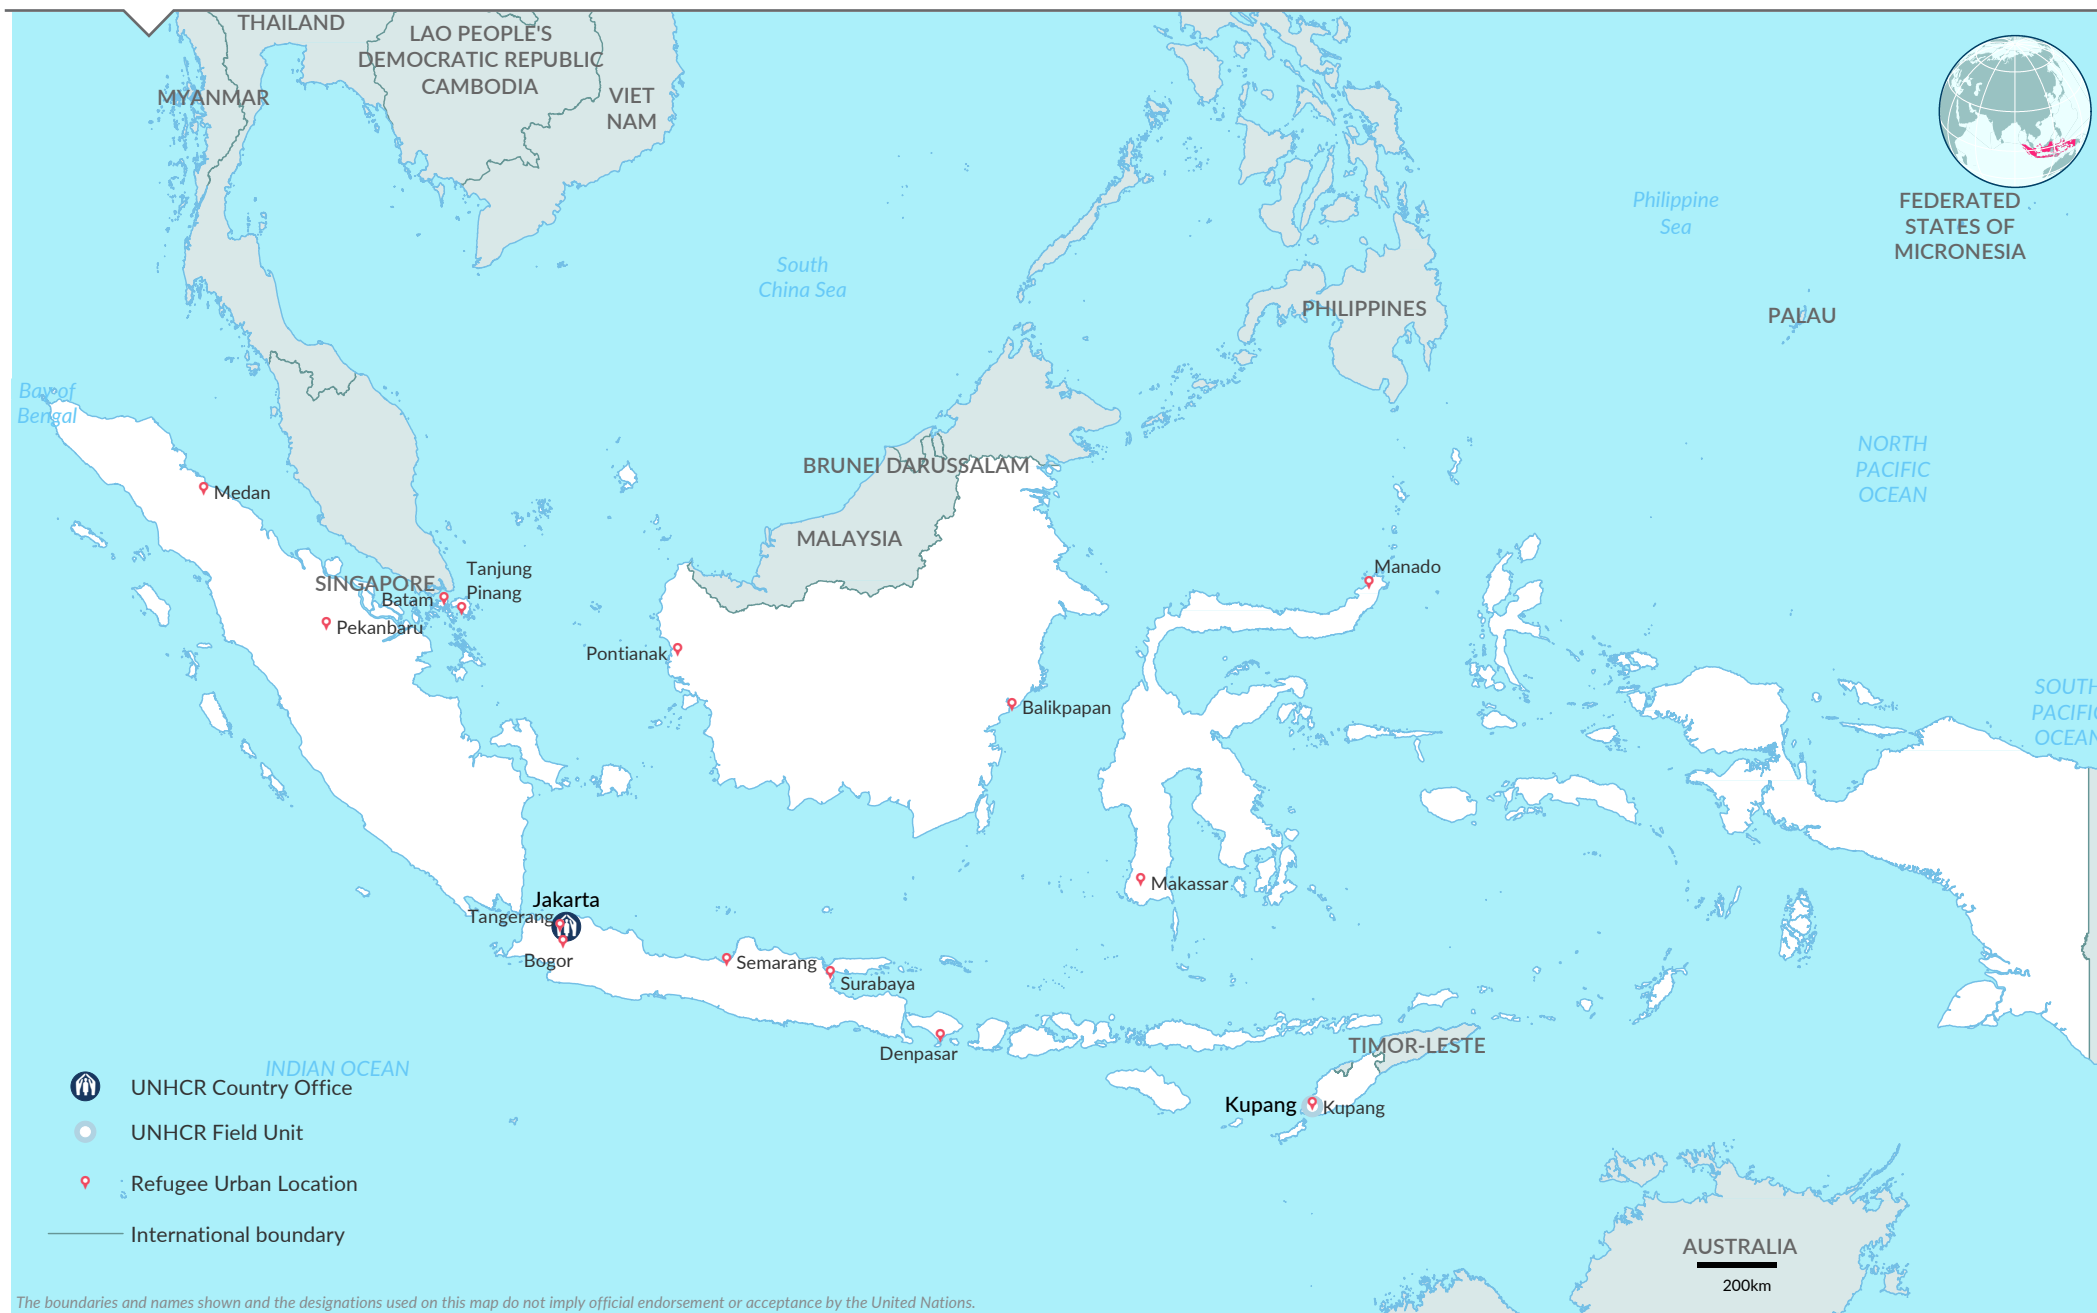 THAILAND
LAO PEOPLE'S
DEMOCRATIC REPUBLIC
CAMBODIA
MYANMAR
VIET
NAM
Philippine
Sea
FEDERATED
STATES OF
MICRONESIA
South
China Sea
PHILIPPINES
PALAU
Bay of
Bengal
NORTH
PACIFIC
OCEAN
BRUNEI DARUSSALAM
Medan
MALAYSIA
Tanjung
Pinang
SINGAPORE
Batam
Manado
Pekanbaru
Pontianak
SOUTH
PACIFIC
OCEAN
Balikpapan
Makassar
Jakarta
Tangerang
Bogor
Semarang
Surabaya
Denpasar
TIMOR-LESTE
Kupang
Kupang
INDIAN OCEAN
UNHCR Country Office
UNHCR Field Unit
Refugee Urban Location
International boundary
AUSTRALIA
200km
The boundaries and names shown and the designations used on this map do not imply official endorsement or acceptance by the United Nations.